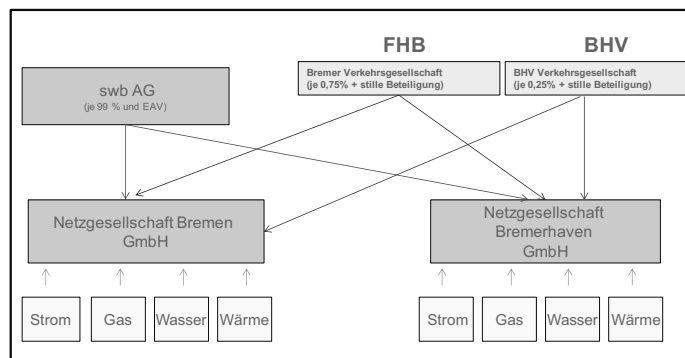 FHB
BHV
swb AG
(je 99 % und EAV)
Bremer Verkehrsgesellschaft
(je 0,75% + stille Beteiligung)
BHV Verkehrsgesellschaft
(je 0,25% + stille Beteiligung)
Netzgesellschaft Bremen
GmbH
Netzgesellschaft
Bremerhaven
GmbH
Strom
Gas
Wasser
Wärme
Strom
Gas
Wasser
Wärme